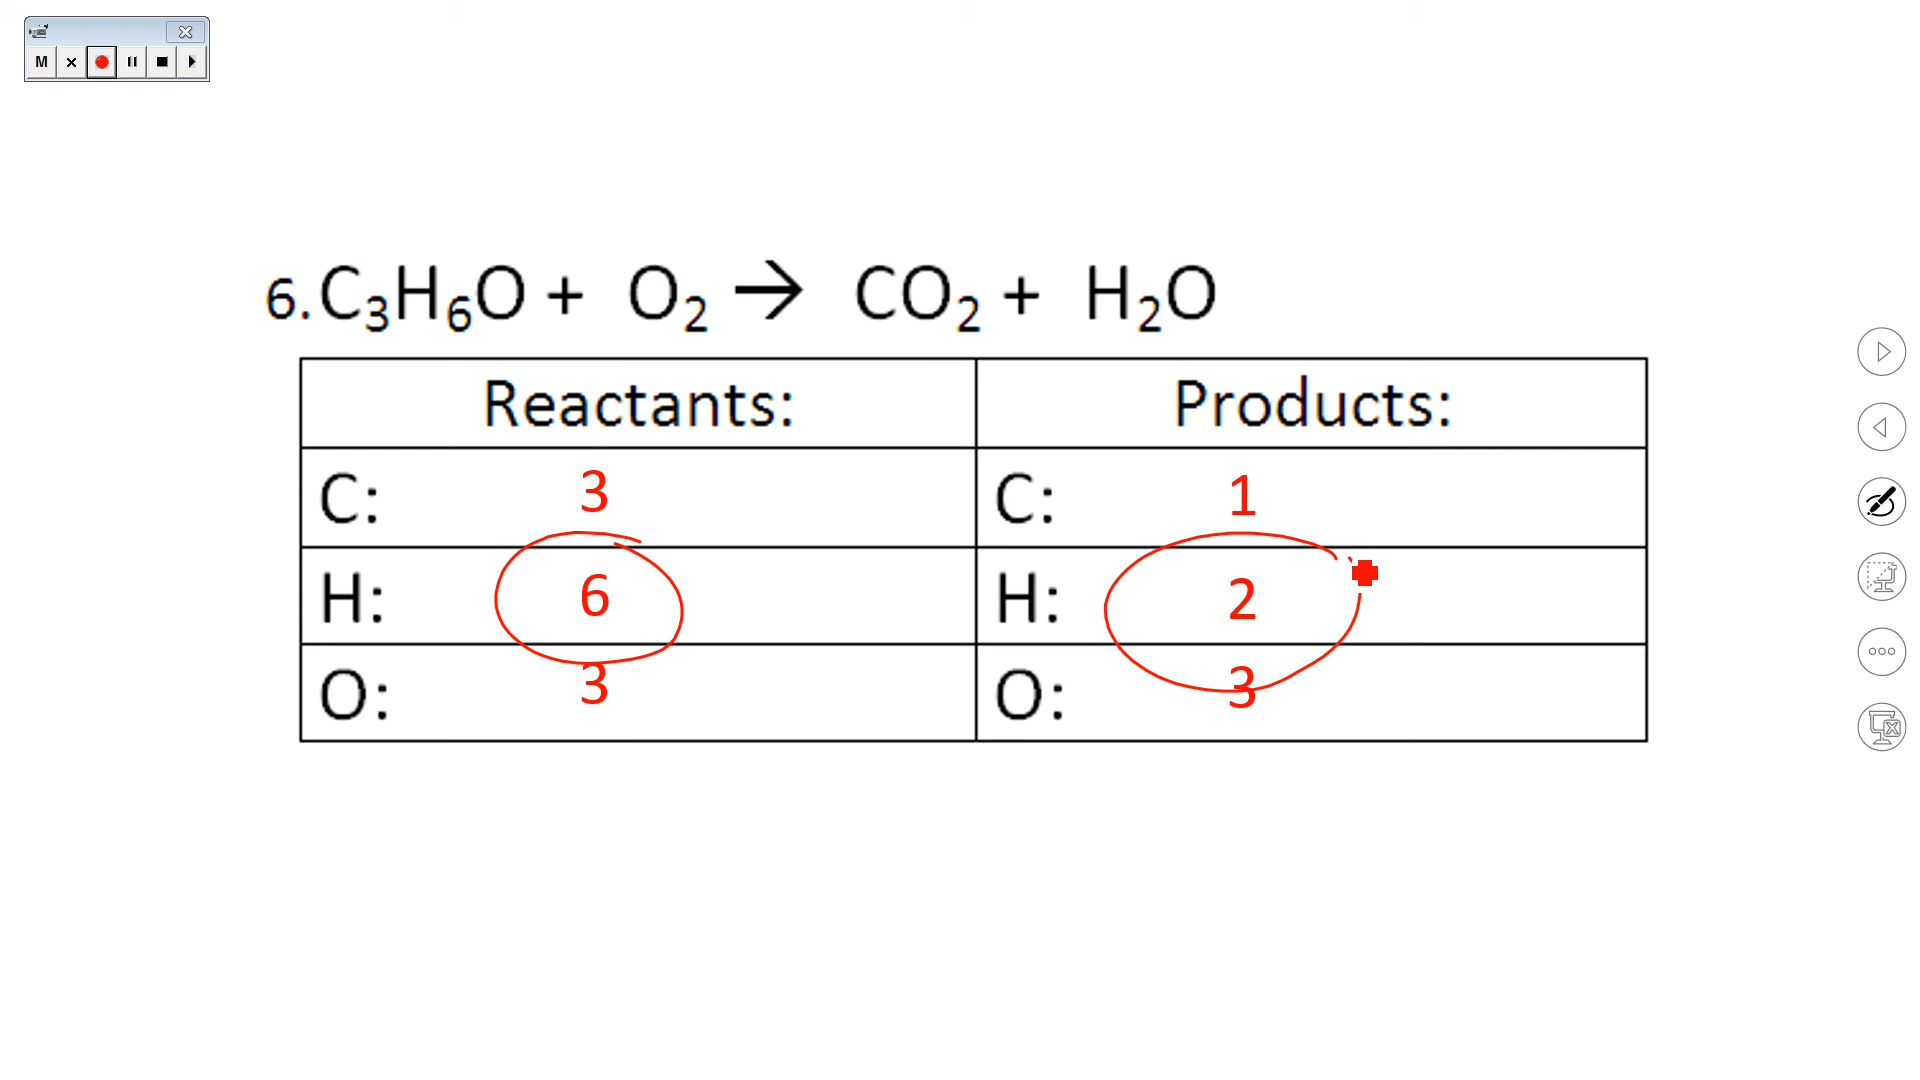 M
6. C₃H₆O + O₂ → CO₂ + H₂O
Reactants: Products:
C: 3 C: 1
H: 6 H: 2
O: 3 O: 3